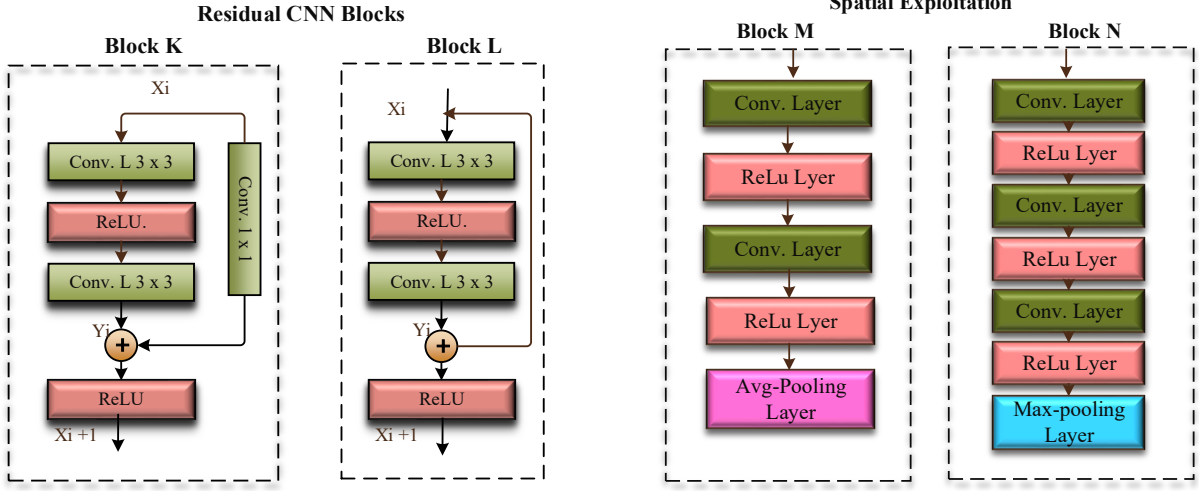 Residual CNN Blocks
Block K
Xi
Conv. L 3 x 3
ReLU.
Conv. L 3 x 3
Conv. 1 x 1
Yi
+
ReLU
Xi +1
Block L
Xi
Conv. L 3 x 3
ReLU.
Conv. L 3 x 3
Yi
+
ReLU
Xi +1
Spatial Exploitation
Block M
Conv. Layer
ReLu Lyer
Conv. Layer
ReLu Lyer
Avg-Pooling
Layer
Block N
Conv. Layer
ReLu Lyer
Conv. Layer
ReLu Lyer
Conv. Layer
ReLu Lyer
Max-pooling
Layer